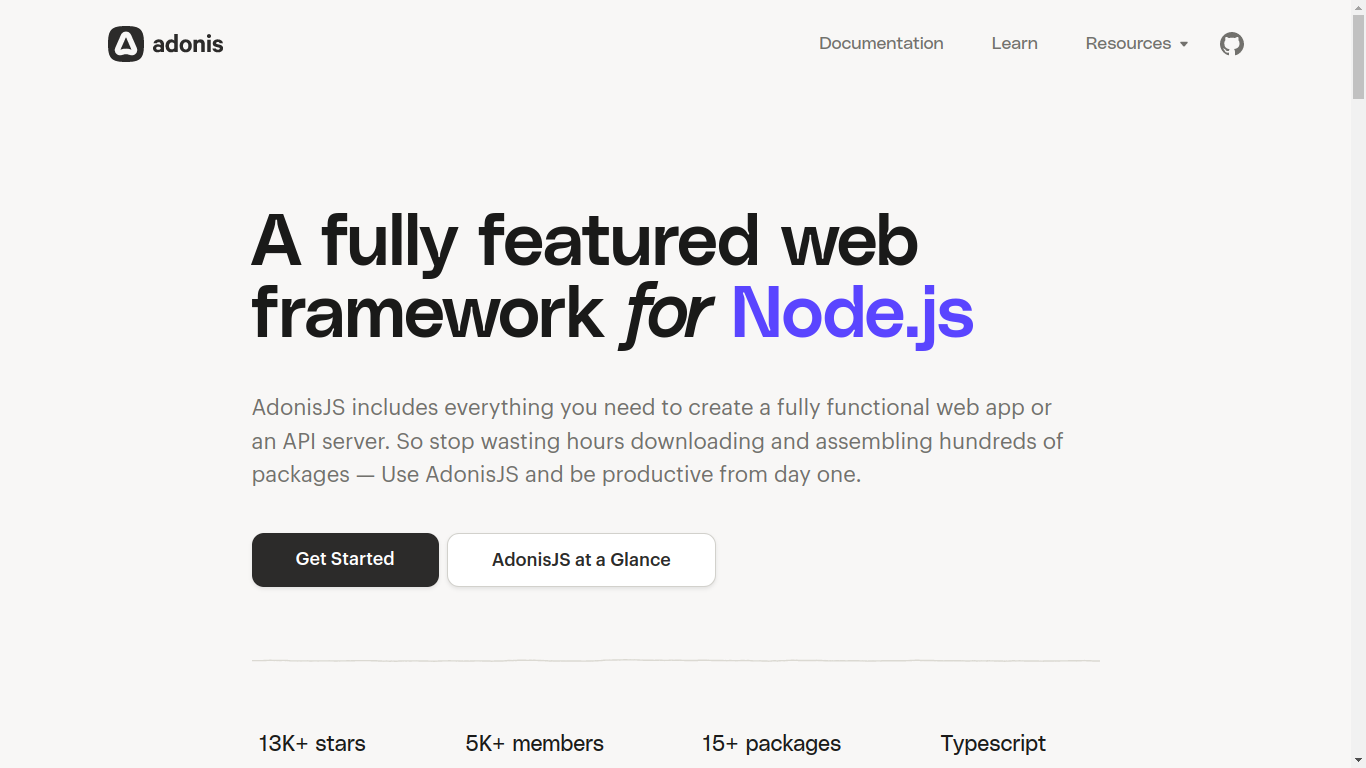 adonis
Documentation
Learn
Resources
A fully featured web
framework for Node.js
AdonisJS includes everything you need to create a fully functional web app or
an API server. So stop wasting hours downloading and assembling hundreds of
packages — Use AdonisJS and be productive from day one.
Get Started
AdonisJS at a Glance
13K+ stars
5K+ members
15+ packages
Typescript